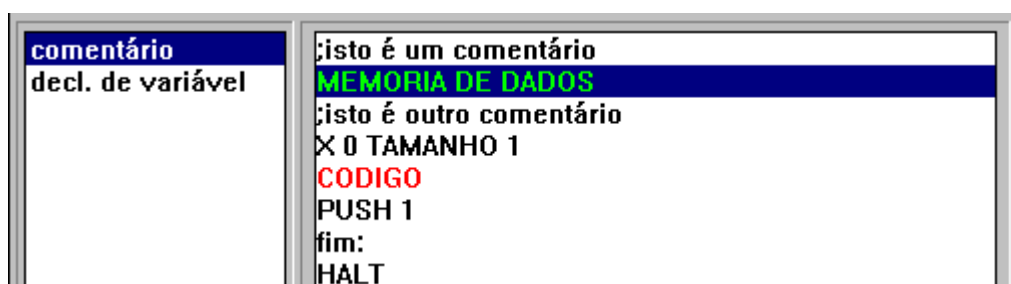 comentário
decl. de variável
;isto é um comentário
MEMORIA DE DADOS
;isto é outro comentário
X 0 TAMANHO 1
CODIGO
PUSH 1
fim:
HALT